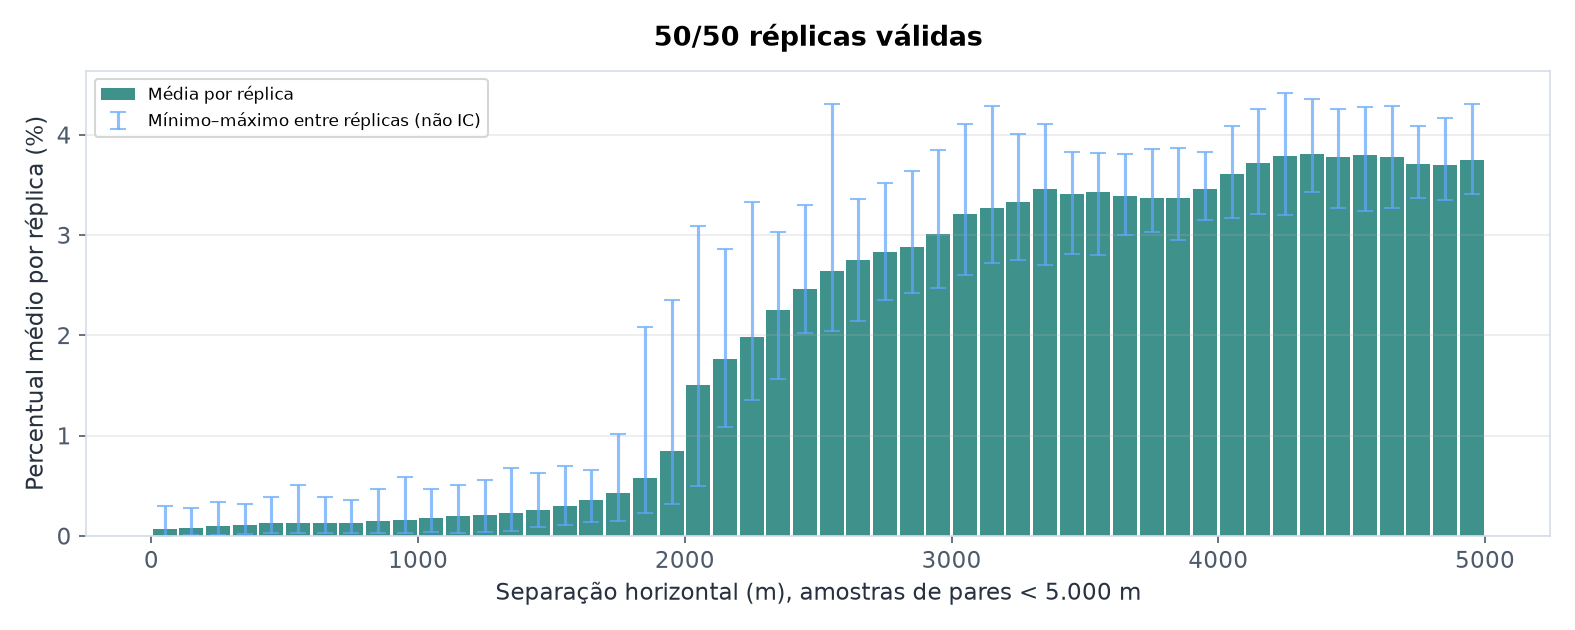 50/50 réplicas válidas
Média por réplica
Mínimo–máximo entre réplicas (não IC)
Percentual médio por réplica (%)
4
3
2
1
0
0 1000 2000 3000 4000 5000
Separação horizontal (m), amostras de pares < 5.000 m